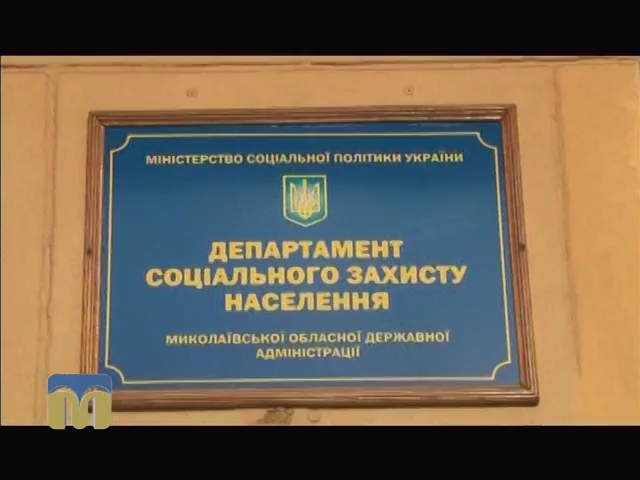 МІНІСТЕРСТВО СОЦІАЛЬНОЇ ПОЛІТИКИ УКРАЇНИ
ДЕПАРТАМЕНТ
СОЦІАЛЬНОГО ЗАХИСТУ
НАСЕЛЕННЯ
МИКОЛАЇВСЬКОЇ ОБЛАСНОЇ ДЕРЖАВНОЇ
АДМІНІСТРАЦІЇ
М